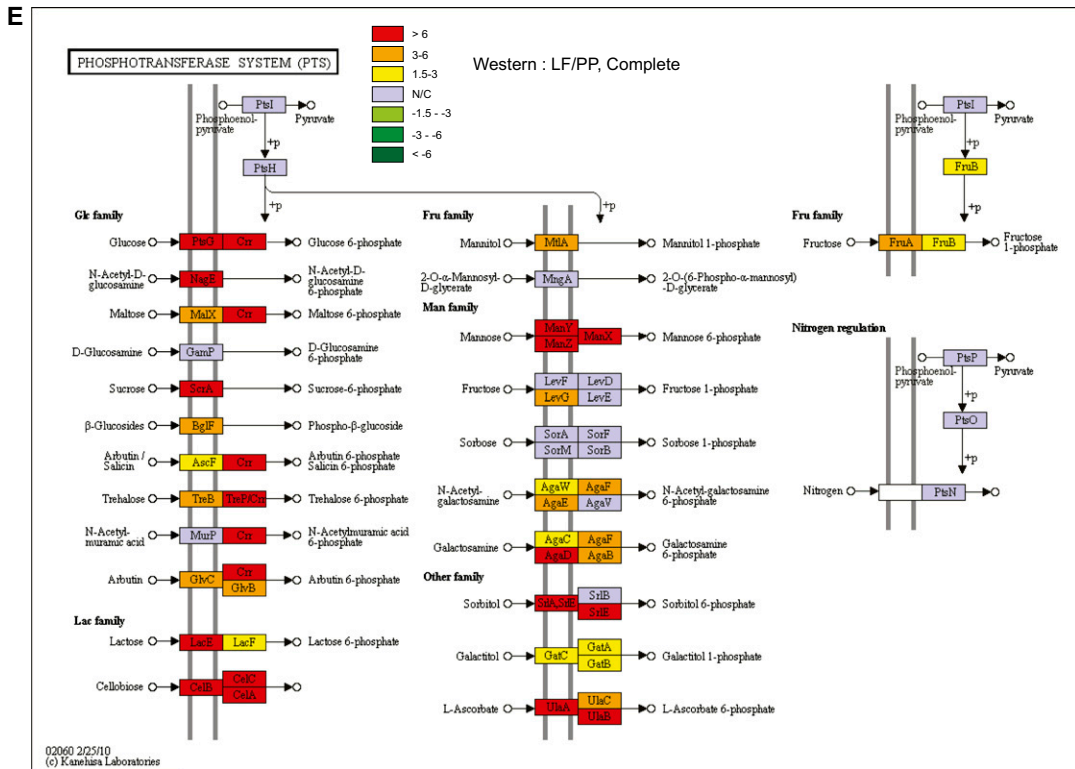 E
PHOSPHOTRANSFERASE SYSTEM (PTS)
> 6
3-6
1.5-3
N/C
-1.5 - -3
-3 - -6
< -6
Western : LF/PP, Complete
PtsI
Phosphoenol-
pyruvate
Pyruvate
+p
PtsH
+p
Glc family
Glucose
PtsG
Crr
Glucose 6-phosphate
N-Acetyl-D-
glucosamine
NagE
N-Acetyl-D-
glucosamine
6-phosphate
Maltose
MalX
Crr
Maltose 6-phosphate
D-Glucosamine
GamP
D-Glucosamine
6-phosphate
Sucrose
ScrA
Sucrose-6-phosphate
β-Glucosides
BglF
Phospho-β-glucoside
Arbutin /
Salicin
AscF
Crr
Arbutin 6-phosphate
Salicin 6-phosphate
Trehalose
TreB
TreP/Crr
Trehalose 6-phosphate
N-Acetyl-
muramic acid
MurP
Crr
N-Acetylmuramic acid
6-phosphate
Arbutin
GlvC
Crr
GlvB
Arbutin 6-phosphate
Lac family
Lactose
LacE
LacF
Lactose 6-phosphate
Cellobiose
CelB
CelC
CelA
+p
Fru family
Mannitol
MtlA
Mannitol 1-phosphate
2-O-α-Mannosyl-
D-glycerate
MngA
2-O-(6-Phospho-α-mannosyl)
-D-glycerate
Man family
Mannose
ManY
ManZ
ManX
Mannose 6-phosphate
Fructose
LevF
LevD
LevG
LevE
Fructose 1-phosphate
Sorbose
SorA
SorF
SorM
SorB
Sorbose 1-phosphate
N-Acetyl-
galactosamine
AgaW
AgaF
AgaE
AgaV
N-Acetyl-galactosamine
6-phosphate
Galactosamine
AgaC
AgaF
AgaD
AgaB
Galactosamine
6-phosphate
Other family
Sorbitol
SrlA,SrlE
SrlB
SrlE
Sorbitol 6-phosphate
Galactitol
GatC
GatA
GatB
Galactitol 1-phosphate
L-Ascorbate
UlaA
UlaC
UlaB
L-Ascorbate 6-phosphate
PtsI
Phosphoenol-
pyruvate
Pyruvate
+p
FruB
+p
Fru family
Fructose
FruA
FruB
Fructose
1-phosphate
Nitrogen regulation
PtsP
Phosphoenol-
pyruvate
Pyruvate
+p
PtsO
+p
Nitrogen
PtsN
02060 2/25/10
(c) Kanehisa Laboratories